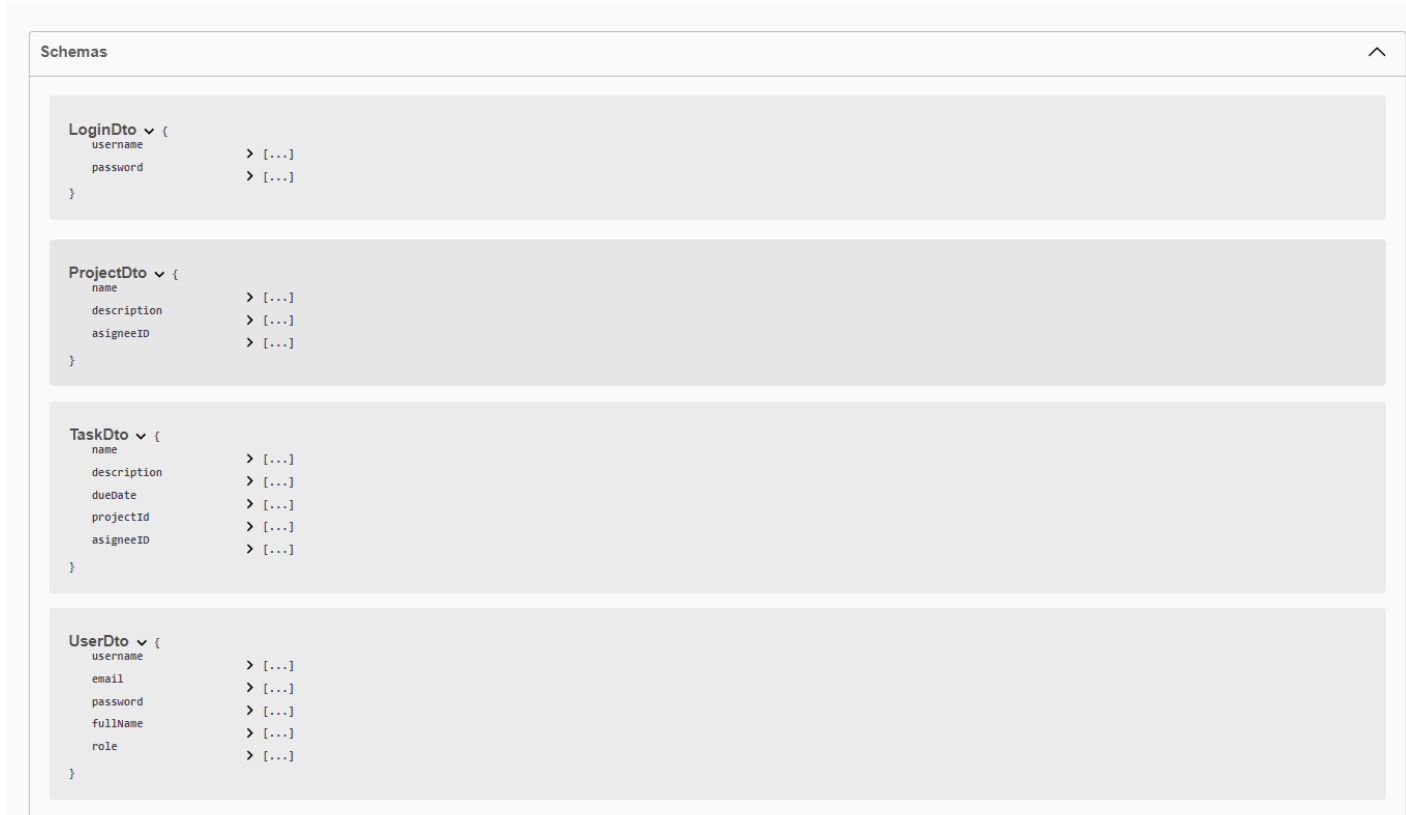 Schemas
LoginDto {
username [...]
password [...]
}
ProjectDto {
name [...]
description [...]
asigneeID [...]
}
TaskDto {
name [...]
description [...]
dueDate [...]
projectId [...]
asigneeID [...]
}
UserDto {
username [...]
email [...]
password [...]
fullName [...]
role [...]
}